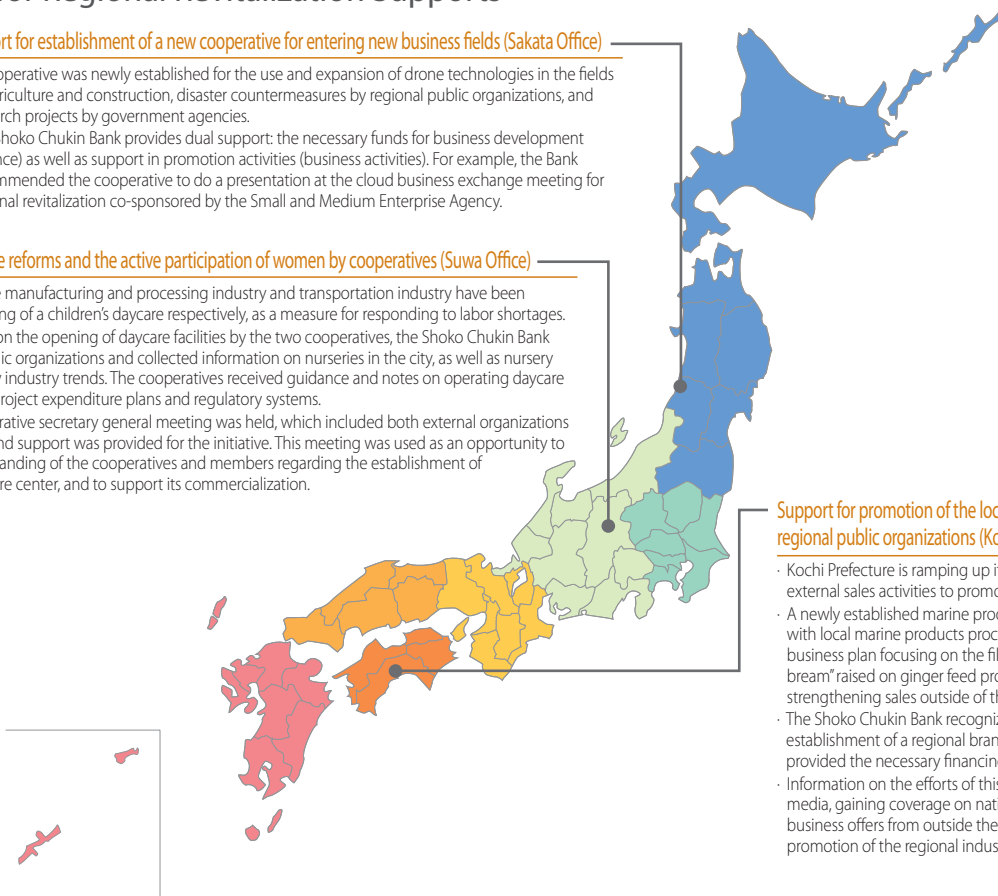 for Regional Revitalization Supports
rt for establishment of a new cooperative for entering new business fields (Sakata Office)
operative was newly established for the use and expansion of drone technologies in the fields
riculture and construction, disaster countermeasures by regional public organizations, and
rch projects by government agencies.
Shoko Chukin Bank provides dual support: the necessary funds for business development
nce) as well as support in promotion activities (business activities). For example, the Bank
mmended the cooperative to do a presentation at the cloud business exchange meeting for
nal revitalization co-sponsored by the Small and Medium Enterprise Agency.
e reforms and the active participation of women by cooperatives (Suwa Office)
e manufacturing and processing industry and transportation industry have been
ng of a children's daycare respectively, as a measure for responding to labor shortages.
on the opening of daycare facilities by the two cooperatives, the Shoko Chukin Bank
ic organizations and collected information on nurseries in the city, as well as nursery
y industry trends. The cooperatives received guidance and notes on operating daycare
roject expenditure plans and regulatory systems.
rative secretary general meeting was held, which included both external organizations
nd support was provided for the initiative. This meeting was used as an opportunity to
anding of the cooperatives and members regarding the establishment of
re center, and to support its commercialization.
Support for promotion of the loc
regional public organizations (Ko
· Kochi Prefecture is ramping up i
external sales activities to promo
· A newly established marine proc
with local marine products proc
business plan focusing on the fil
bream" raised on ginger feed pro
strengthening sales outside of th
· The Shoko Chukin Bank recogniz
establishment of a regional bran
provided the necessary financing
· Information on the efforts of this
media, gaining coverage on nati
business offers from outside the
promotion of the regional indus